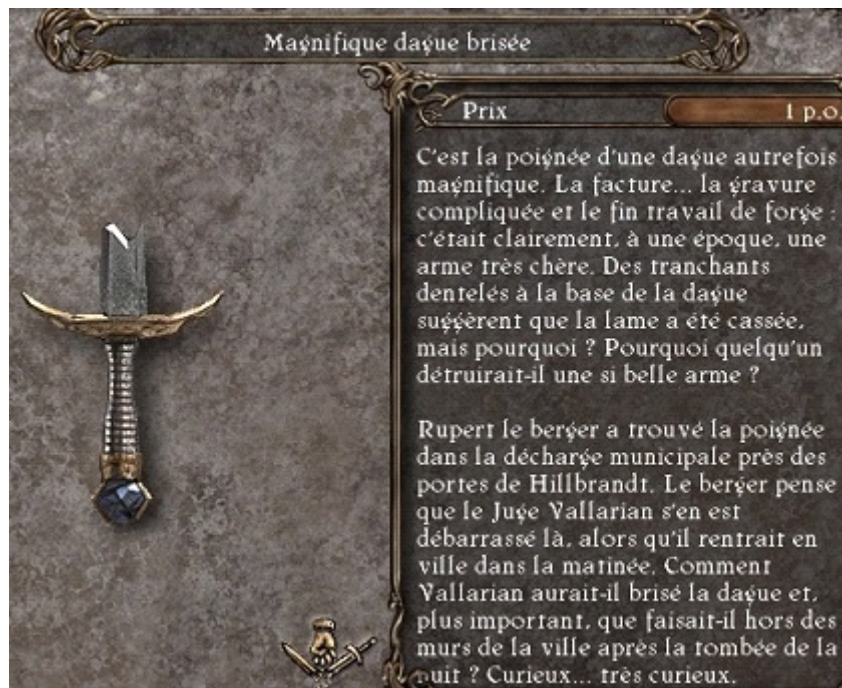 Magnifique dague brisée
Prix
1 p.o.
C'est la poignée d'une dague autrefois
magnifique. La facture... la gravure
compliquée et le fin travail de forge :
c'était clairement, à une époque, une
arme très chère. Des tranchants
dentelés à la base de la dague
suggèrent que la lame a été cassée,
mais pourquoi ? Pourquoi quelqu'un
détruirait-il une si belle arme ?
Rupert le berger a trouvé la poignée
dans la décharge municipale près des
portes de Hillbrandt. Le berger pense
que le Juge Vallarian s'en est
débarrassé là, alors qu'il rentrait en
ville dans la matinée. Comment
Vallarian aurait-il brisé la dague et,
plus important, que faisait-il hors des
murs de la ville après la tombée de la
nuit ? Curieux... très curieux.